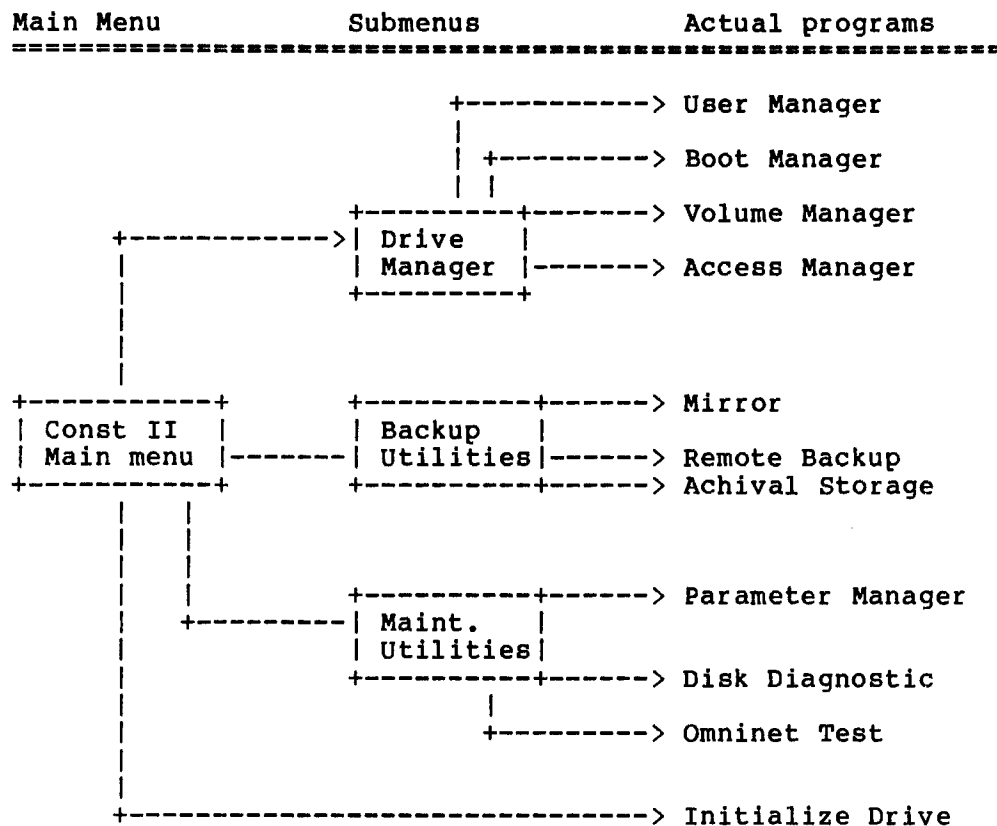 Main Menu Submenus Actual programs
User Manager
Boot Manager
Volume Manager
Drive
Manager
Access Manager
Mirror
Const II
Main menu
Backup
Utilities
Remote Backup
Achival Storage
Parameter Manager
Maint.
Utilities
Disk Diagnostic
Omninet Test
Initialize Drive